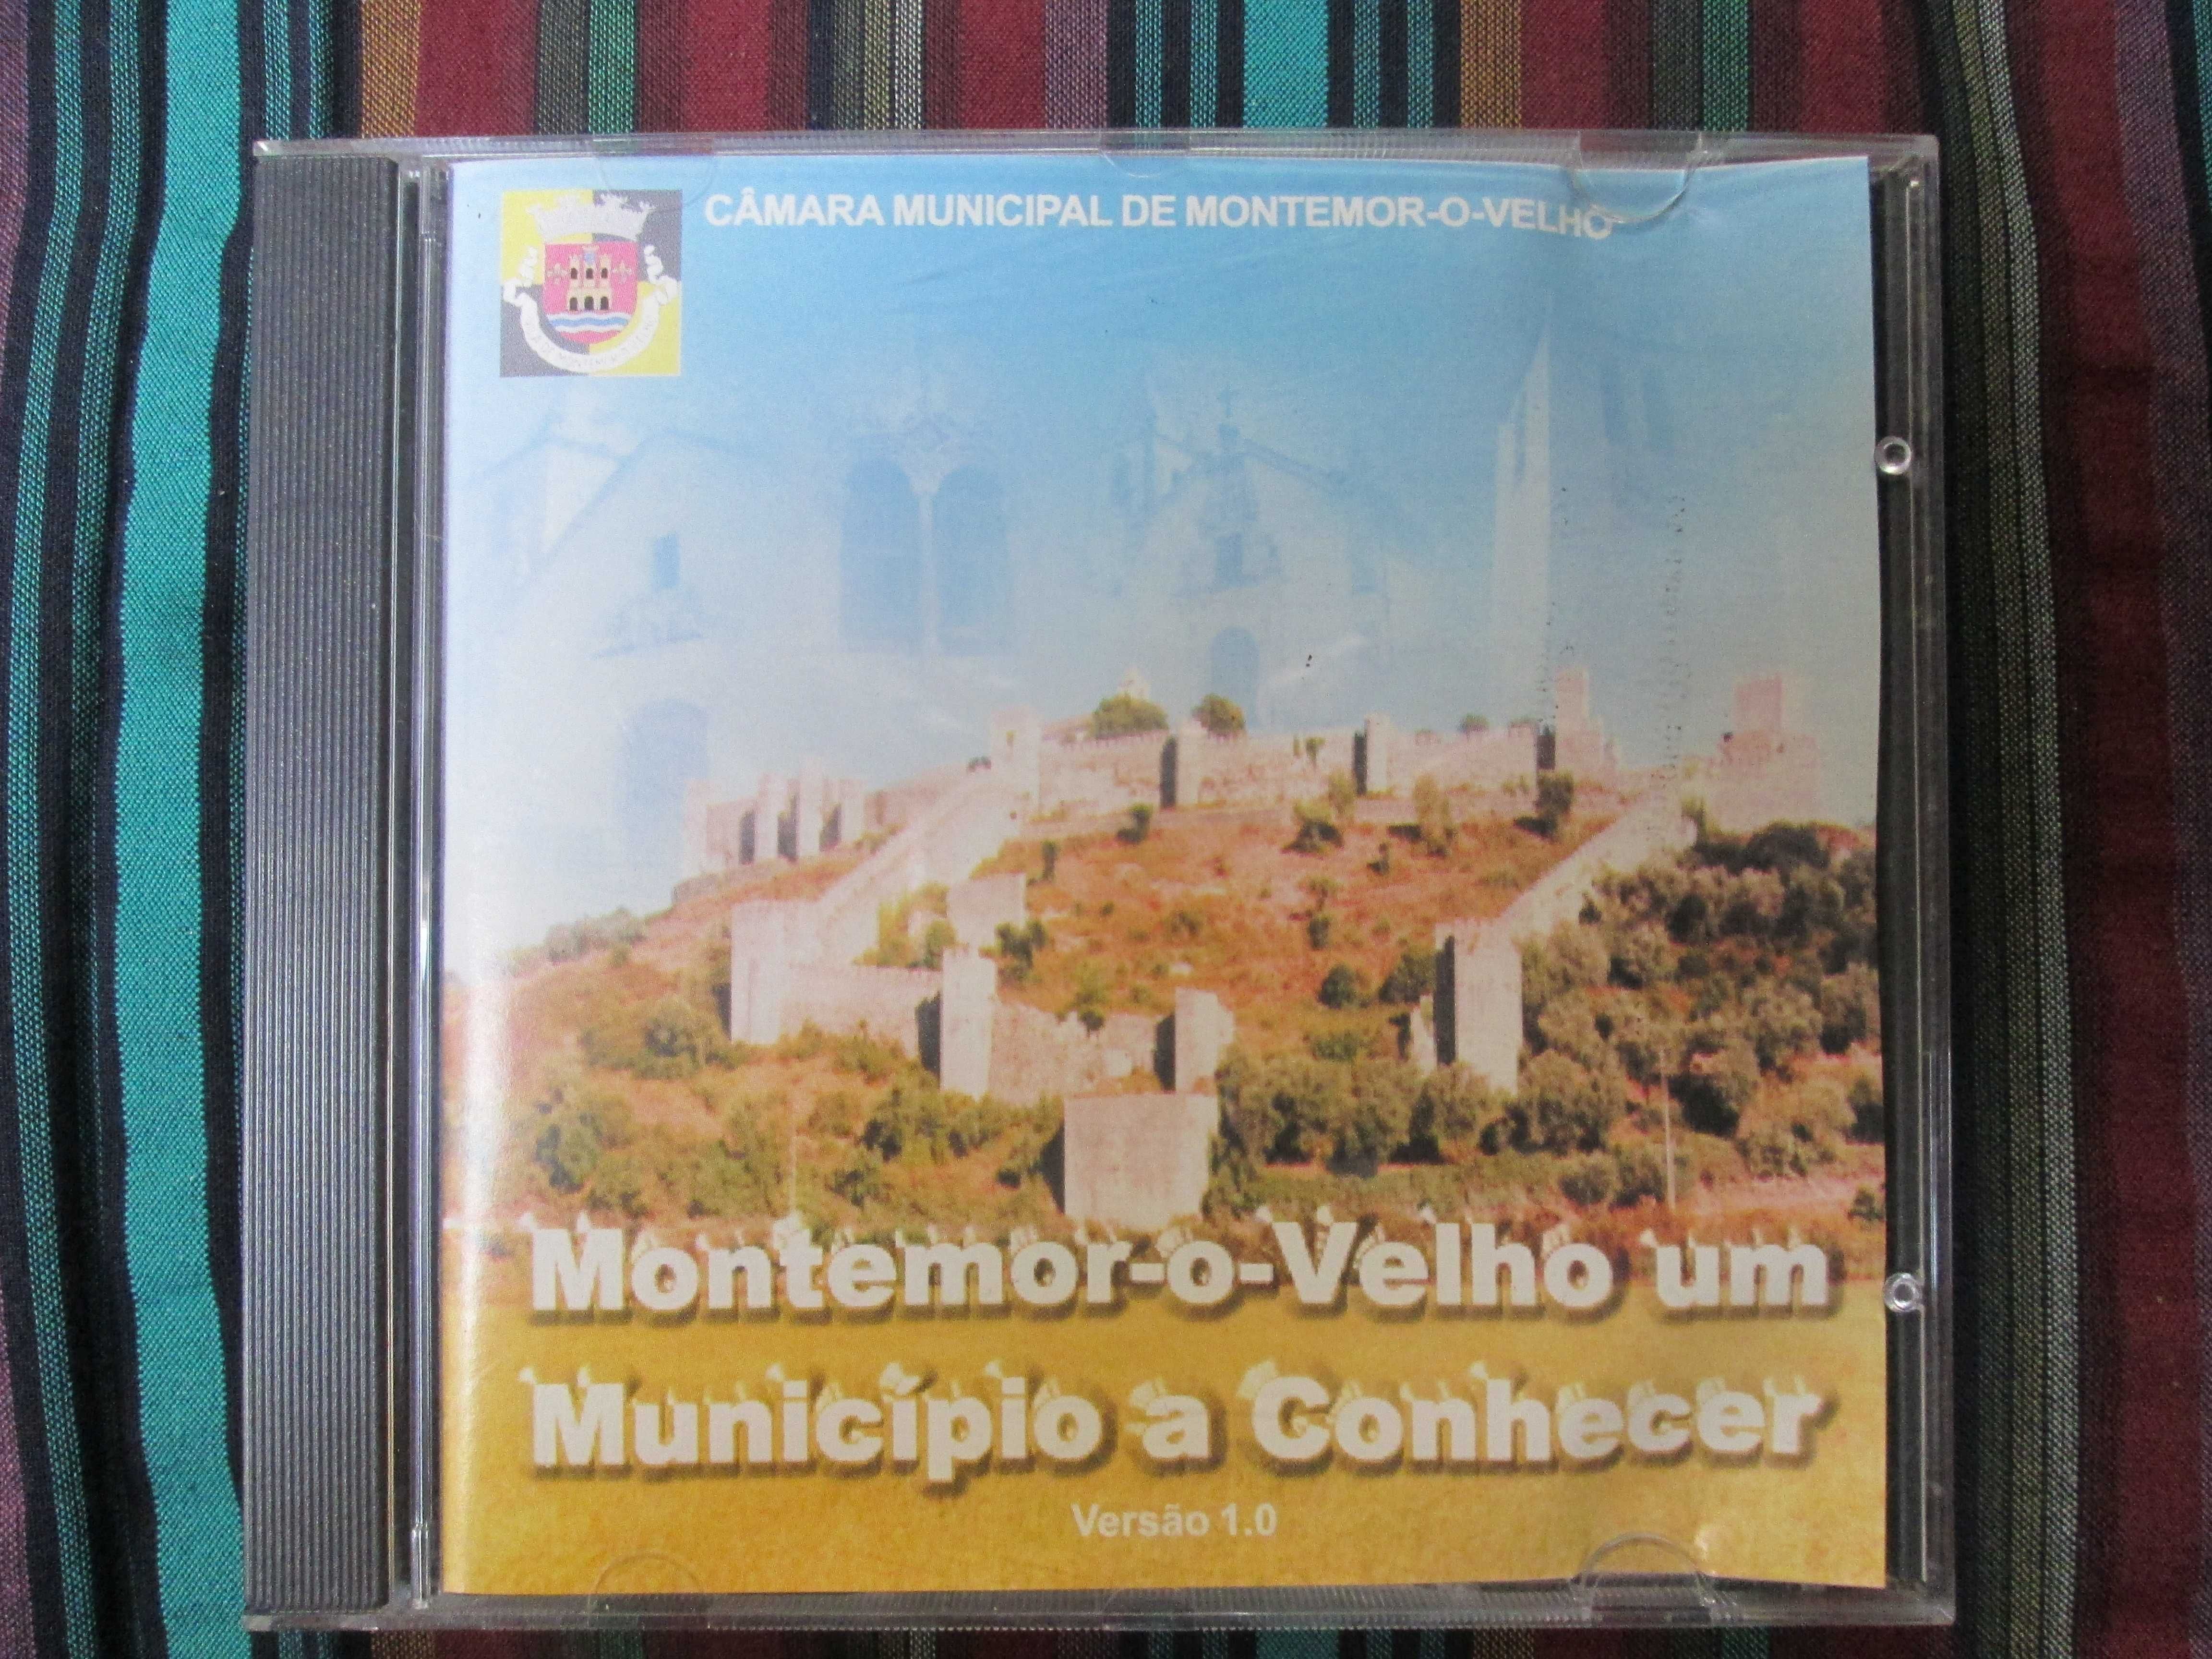 CÂMARA MUNICIPAL DE MONTEMOR-O-VELHO
Montemor-o-Velho um
Município a Conhecer
Versão 1.0